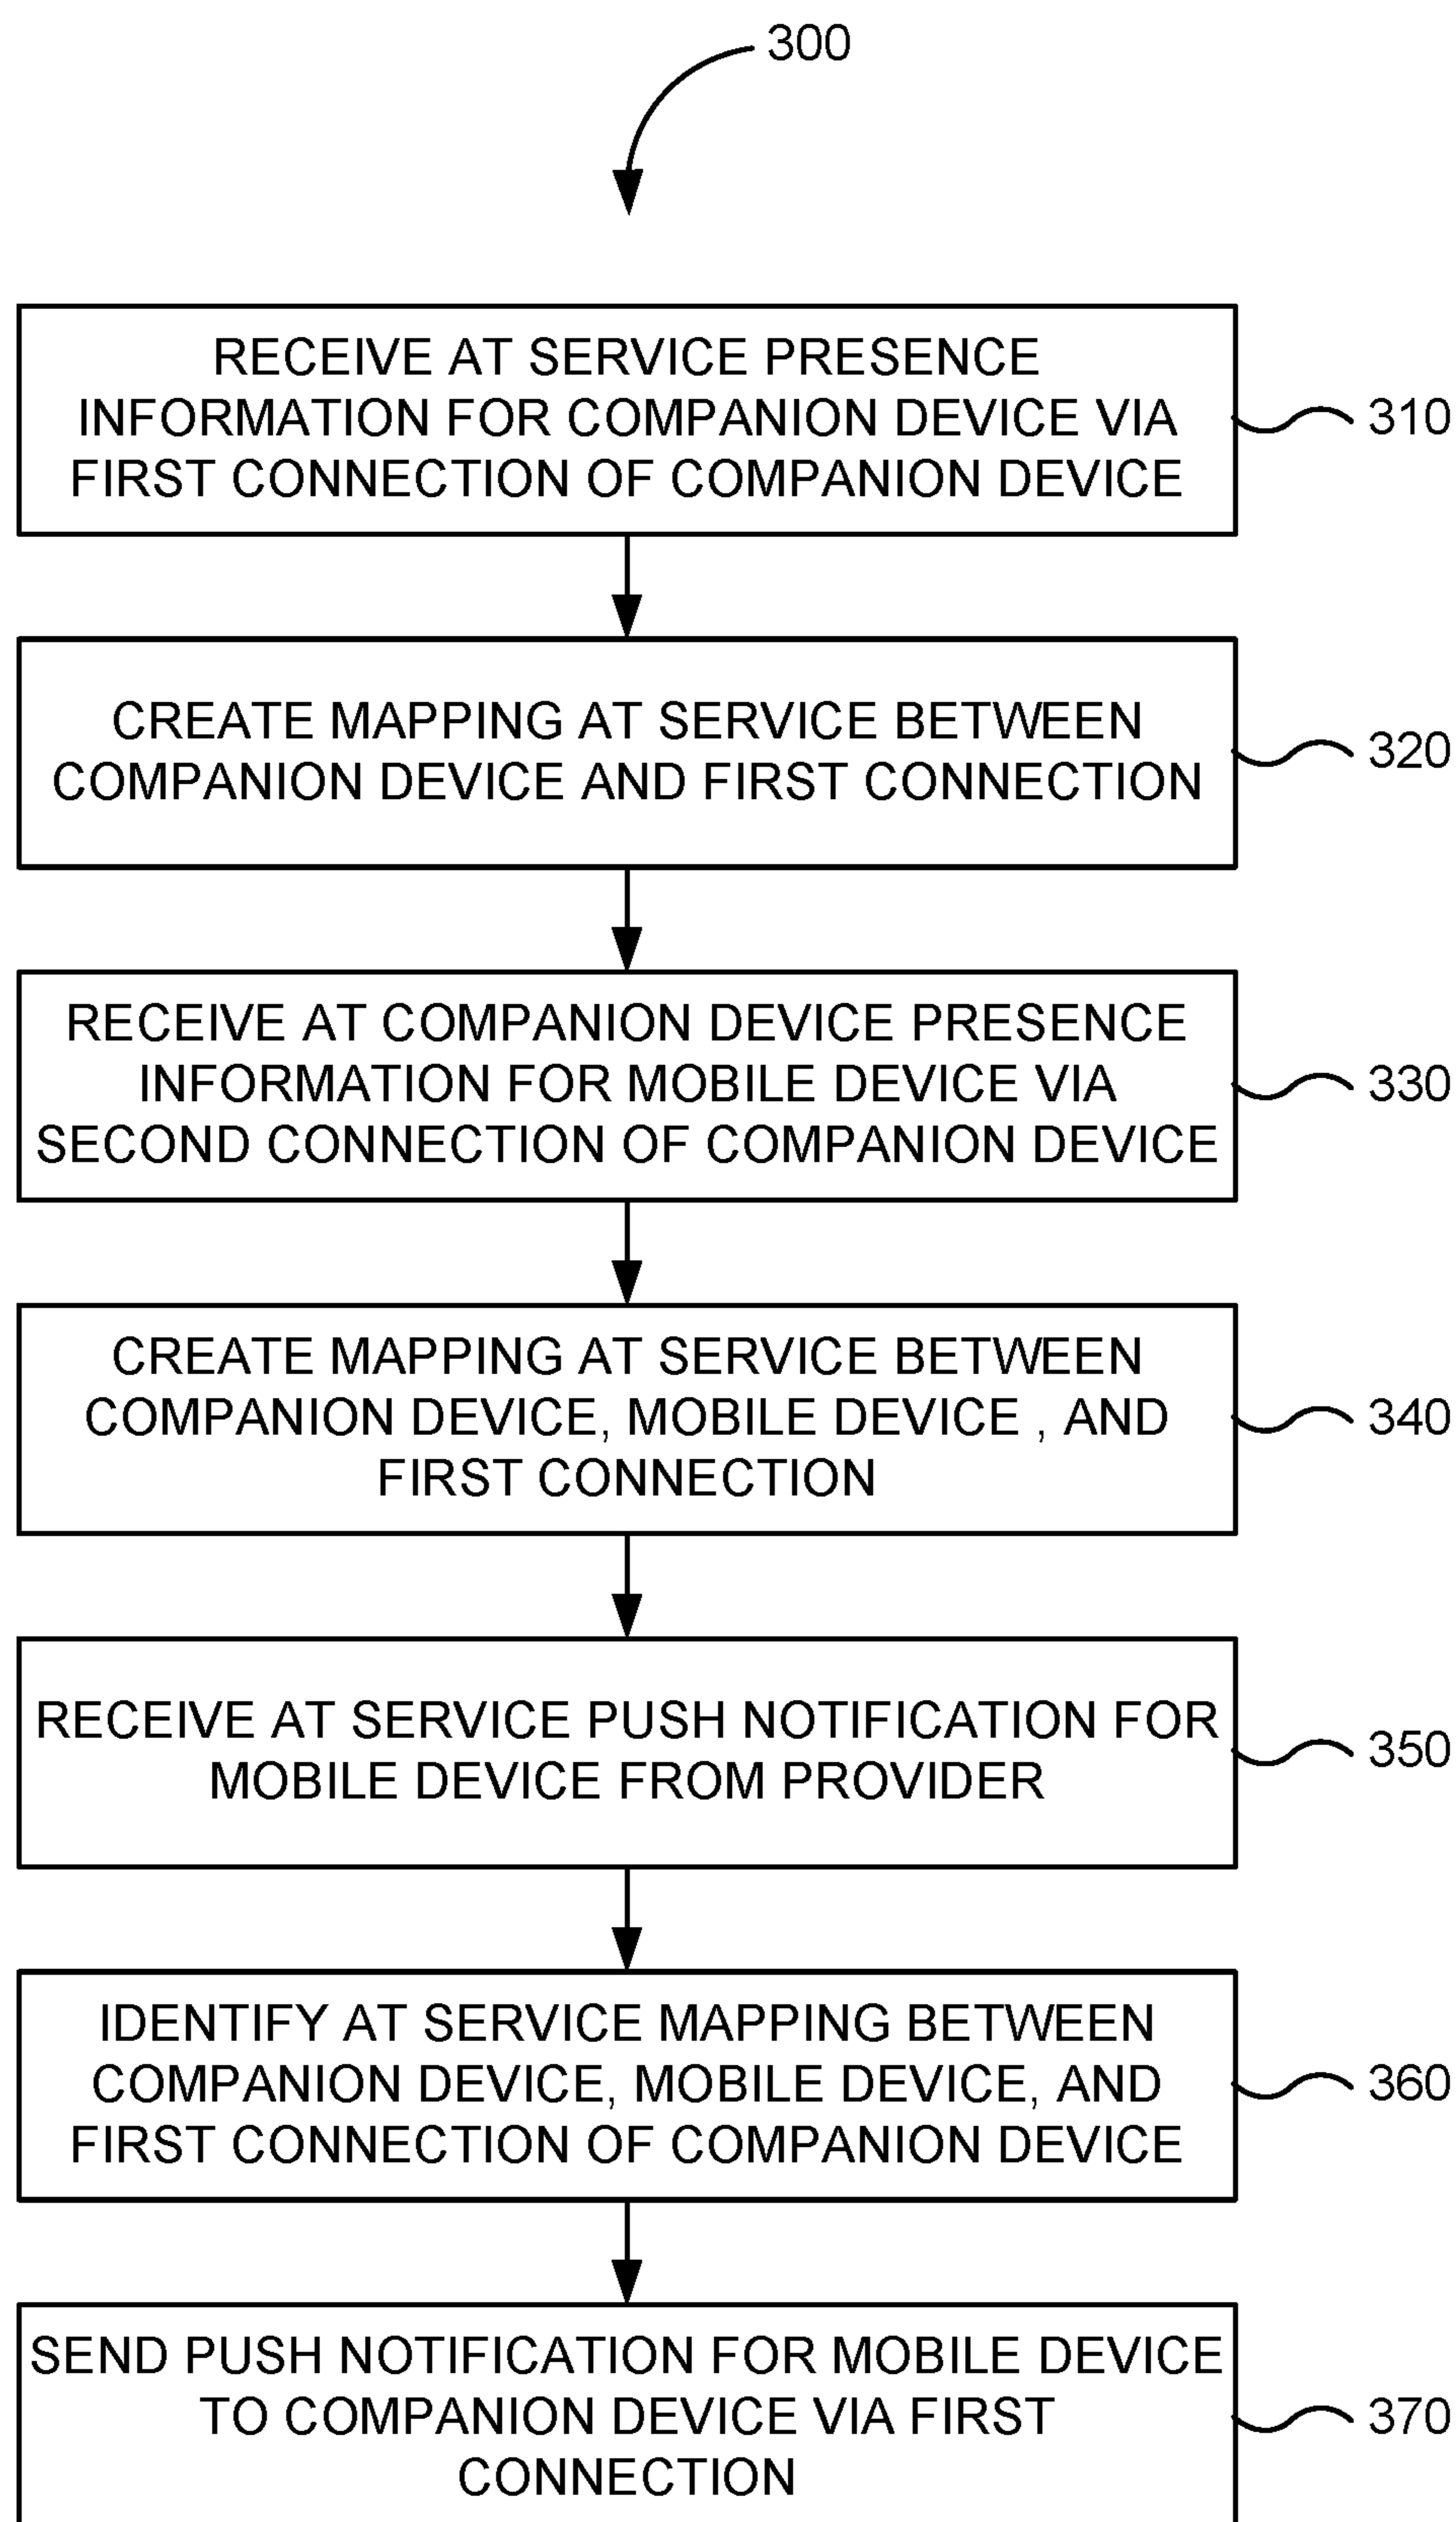 300
RECEIVE AT SERVICE PRESENCE
INFORMATION FOR COMPANION DEVICE VIA
FIRST CONNECTION OF COMPANION DEVICE
310
CREATE MAPPING AT SERVICE BETWEEN
COMPANION DEVICE AND FIRST CONNECTION
320
RECEIVE AT COMPANION DEVICE PRESENCE
INFORMATION FOR MOBILE DEVICE VIA
SECOND CONNECTION OF COMPANION DEVICE
330
CREATE MAPPING AT SERVICE BETWEEN
COMPANION DEVICE, MOBILE DEVICE , AND
FIRST CONNECTION
340
RECEIVE AT SERVICE PUSH NOTIFICATION FOR
MOBILE DEVICE FROM PROVIDER
350
IDENTIFY AT SERVICE MAPPING BETWEEN
COMPANION DEVICE, MOBILE DEVICE, AND
FIRST CONNECTION OF COMPANION DEVICE
360
SEND PUSH NOTIFICATION FOR MOBILE DEVICE
TO COMPANION DEVICE VIA FIRST
CONNECTION
370